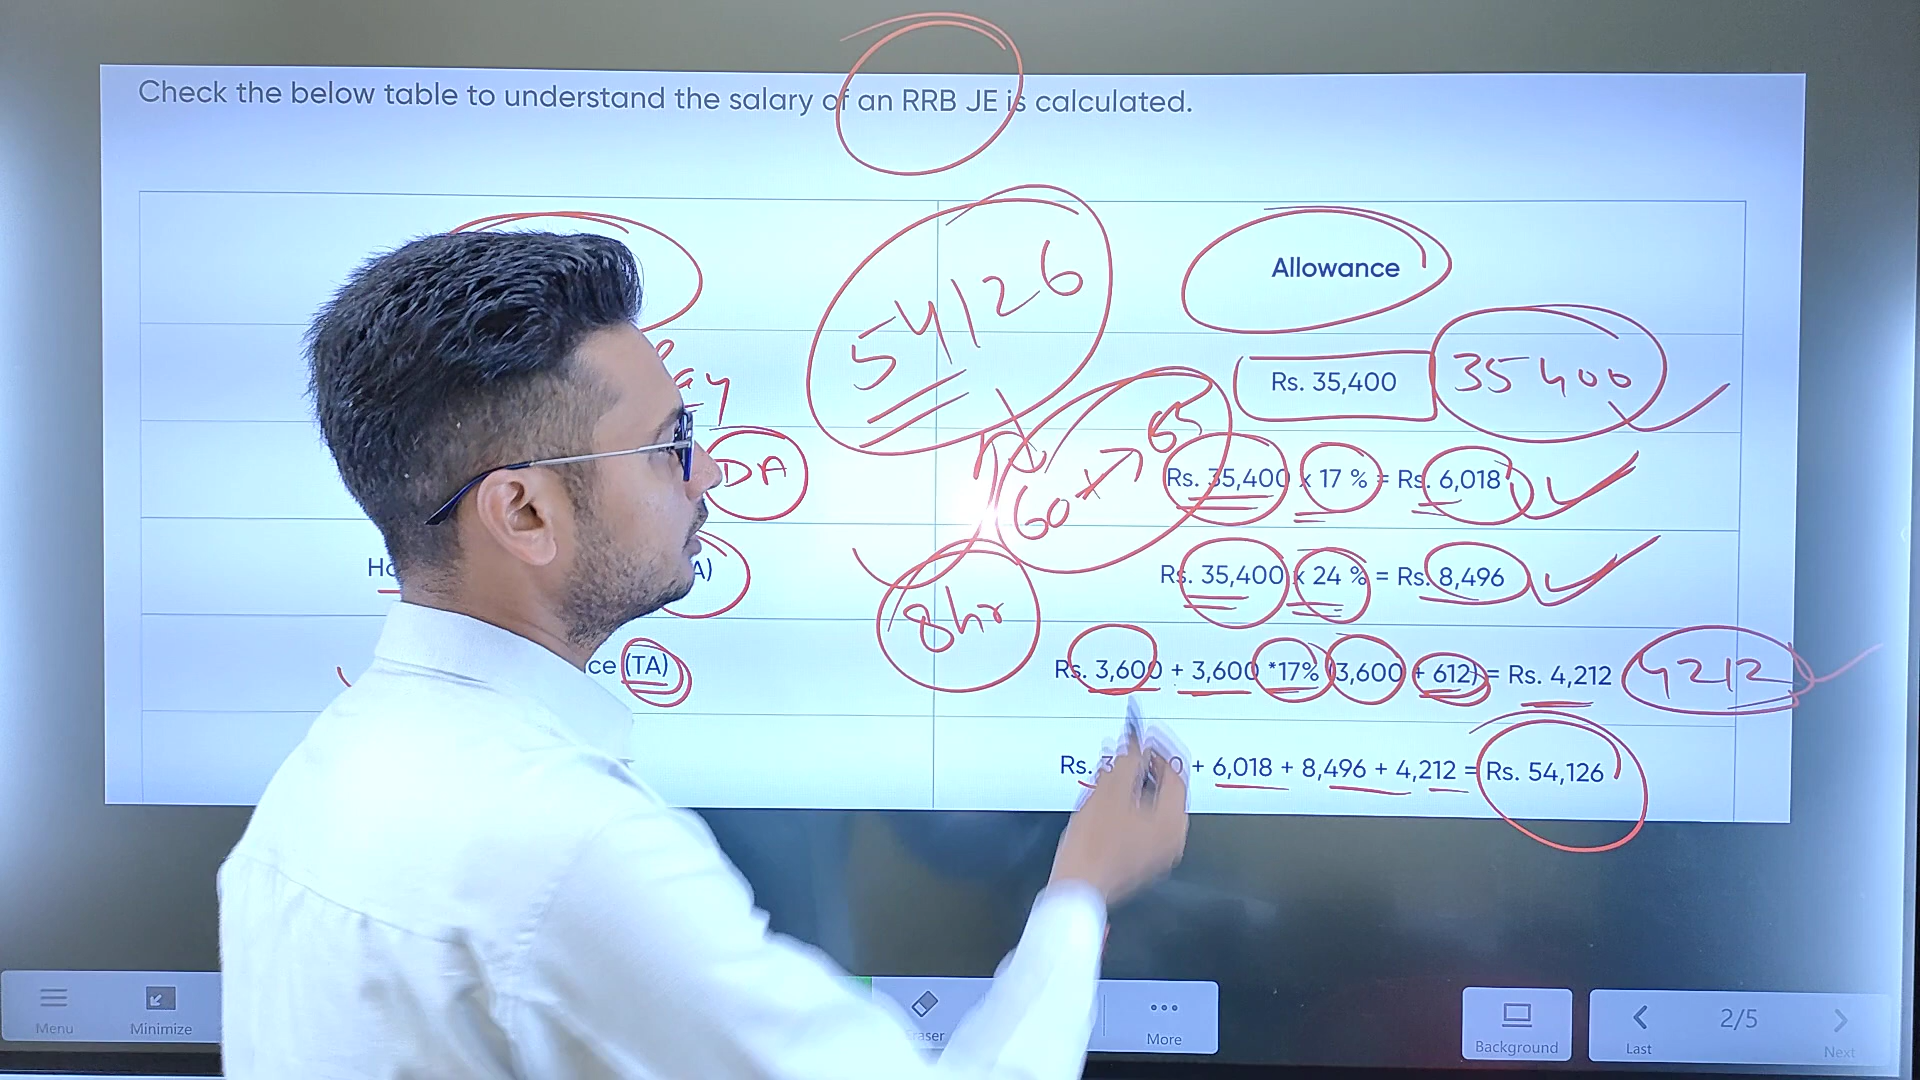 Check the below table to understand the salary of an RRB JE is calculated.
Allowance
54126
Rs. 35,400
35400
DA
60
65
Rs. 35,400 x 17 % = Rs. 6,018
Rs. 35,400 x 24 % = Rs. 8,496
8hr
ce (TA)
Rs. 3,600 + 3,600 *17% (3,600 + 612) = Rs. 4,212
4212
+ 6,018 + 8,496 + 4,212 = Rs. 54,126
Menu
Minimize
More
Background
Last
2/5
Next